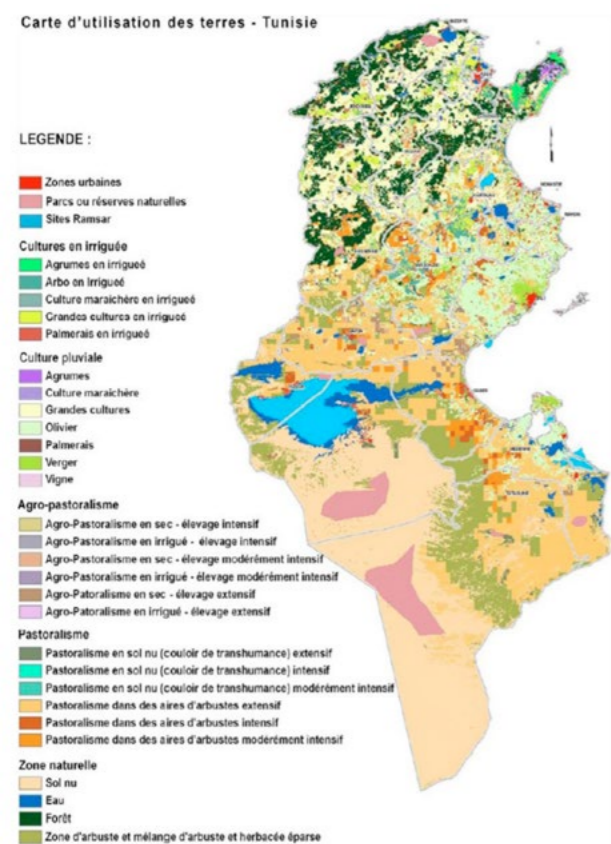 Carte d'utilisation des terres - Tunisie
LEGENDE :
Zones urbaines
Parcs ou réserves naturelles
Sites Ramsar
Cultures en irriguée
Agrumes en irrigueé
Arbo en Irrigueé
Culture maraichère en irrigueé
Grandes cultures en irrigueé
Palmerais en irrigueé
Culture pluviale
Agrumes
Culture maraichère
Grandes cultures
Olivier
Palmerais
Verger
Vigne
Agro-pastoralisme
Agro-Pastoralisme en sec - élevage intensif
Agro-Pastoralisme en irrigué - élevage intensif
Agro-Pastoralisme en sec - élevage modérément intensif
Agro-Pastoralisme en irrigué - élevage modérément intensif
Agro-Patoralisme en sec - élevage extensif
Agro-Patoralisme en irrigué - élevage extensif
Pastoralisme
Pastoralisme en sol nu (couloir de transhumance) extensif
Pastoralisme en sol nu (couloir de transhumance) intensif
Pastoralisme en sol nu (couloir de transhumance) modérément intensif
Pastoralisme dans des aires d'arbustes extensif
Pastoralisme dans des aires d'arbustes intensif
Pastoralisme dans des aires d'arbustes modérément intensif
Zone naturelle
Sol nu
Eau
Forêt
Zone d'arbuste et mélange d'arbuste et herbacée éparse